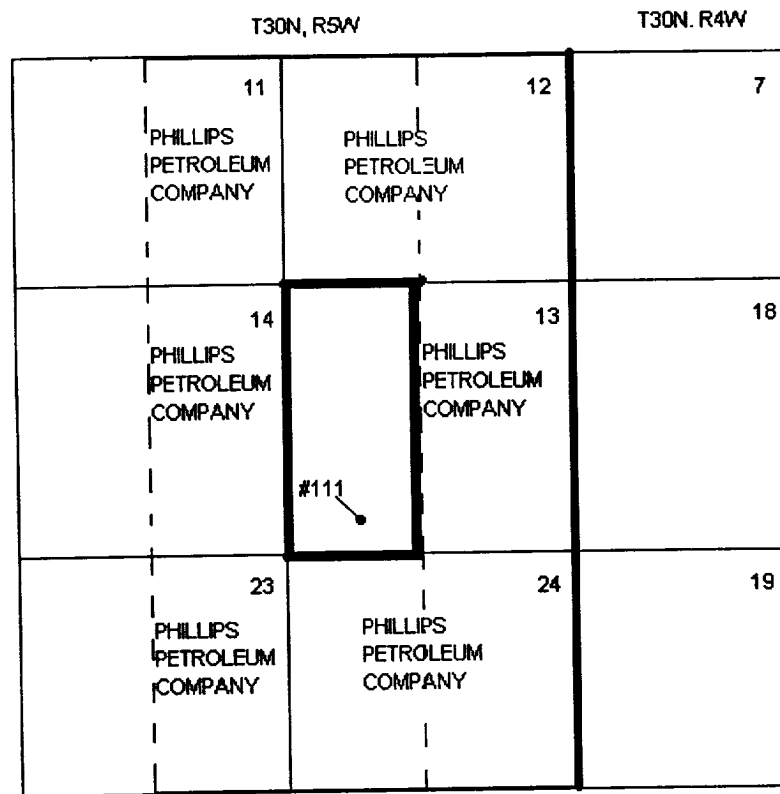 T30N, R5W
T30N. R4W
11
12
7
PHILLIPS
PETROLEUM
COMPANY
PHILLIPS
PETROLEUM
COMPANY
14
13
18
PHILLIPS
PETROLEUM
COMPANY
PHILLIPS
PETROLEUM
COMPANY
#111
23
24
19
PHILLIPS
PETROLEUM
COMPANY
PHILLIPS
PETROLEUM
COMPANY